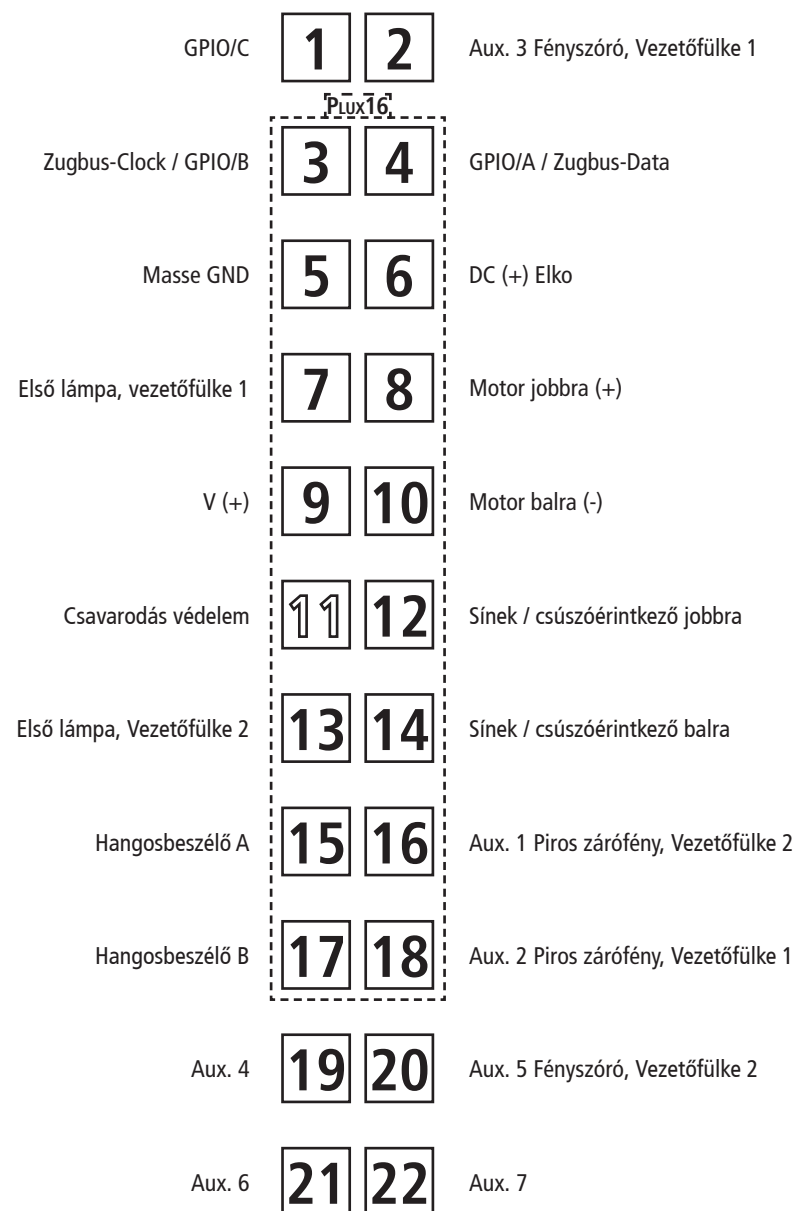 GPIO/C 1 2 Aux. 3 Fényszóró, Vezetőfülke 1
PLUX16
Zugbus-Clock / GPIO/B 3 4 GPIO/A / Zugbus-Data
Masse GND 5 6 DC (+) Elko
Első lámpa, vezetőfülke 1 7 8 Motor jobbra (+)
V (+) 9 10 Motor balra (-)
Csavarodás védelem 11 12 Sínek / csúszóérintkező jobbra
Első lámpa, Vezetőfülke 2 13 14 Sínek / csúszóérintkező balra
Hangosbeszélő A 15 16 Aux. 1 Piros zárófény, Vezetőfülke 2
Hangosbeszélő B 17 18 Aux. 2 Piros zárófény, Vezetőfülke 1
Aux. 4 19 20 Aux. 5 Fényszóró, Vezetőfülke 2
Aux. 6 21 22 Aux. 7